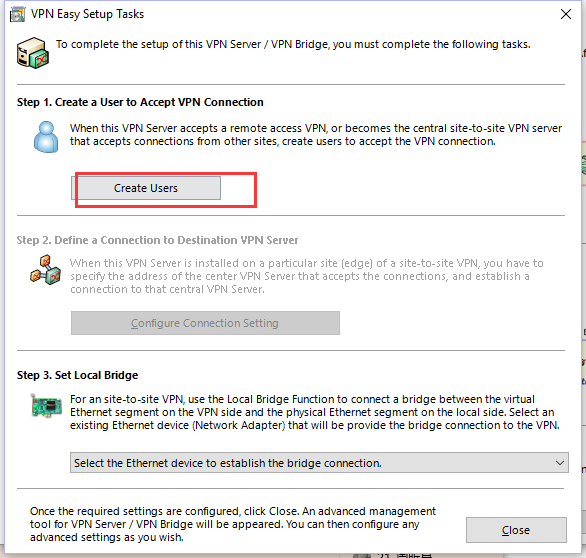 VPN Easy Setup Tasks
To complete the setup of this VPN Server / VPN Bridge, you must complete the following tasks.
Step 1. Create a User to Accept VPN Connection
When this VPN Server accepts a remote access VPN, or becomes the central site-to-site VPN server
that accepts connections from other sites, create users to accept the VPN connection.
Create Users
Step 2. Define a Connection to Destination VPN Server
When this VPN Server is installed on a particular site (edge) of a site-to-site VPN, you have to
specify the address of the center VPN Server that accepts the connections, and establish a
connection to that central VPN Server.
Configure Connection Setting
Step 3. Set Local Bridge
For an site-to-site VPN, use the Local Bridge Function to connect a bridge between the virtual
Ethernet segment on the VPN side and the physical Ethernet segment on the local side. Select an
existing Ethernet device (Network Adapter) that will be provide the bridge connection to the VPN.
Select the Ethernet device to establish the bridge connection.
Once the required settings are configured, click Close. An advanced management
tool for VPN Server / VPN Bridge will be appeared. You can then configure any
advanced settings as you wish.
Close